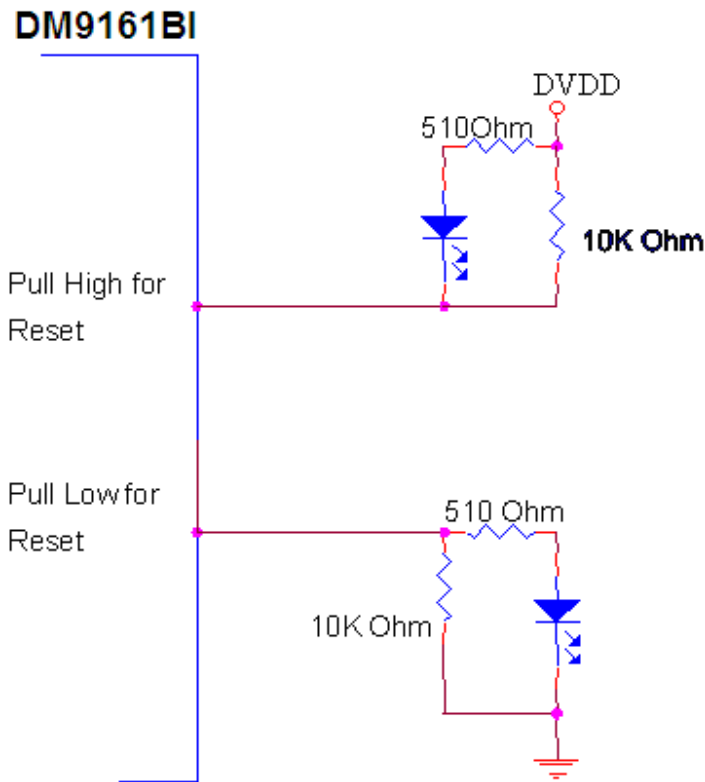 DM9161BI
DVDD
510Ohm
10K Ohm
Pull High for
Reset
Pull Low for
Reset
510 Ohm
10K Ohm